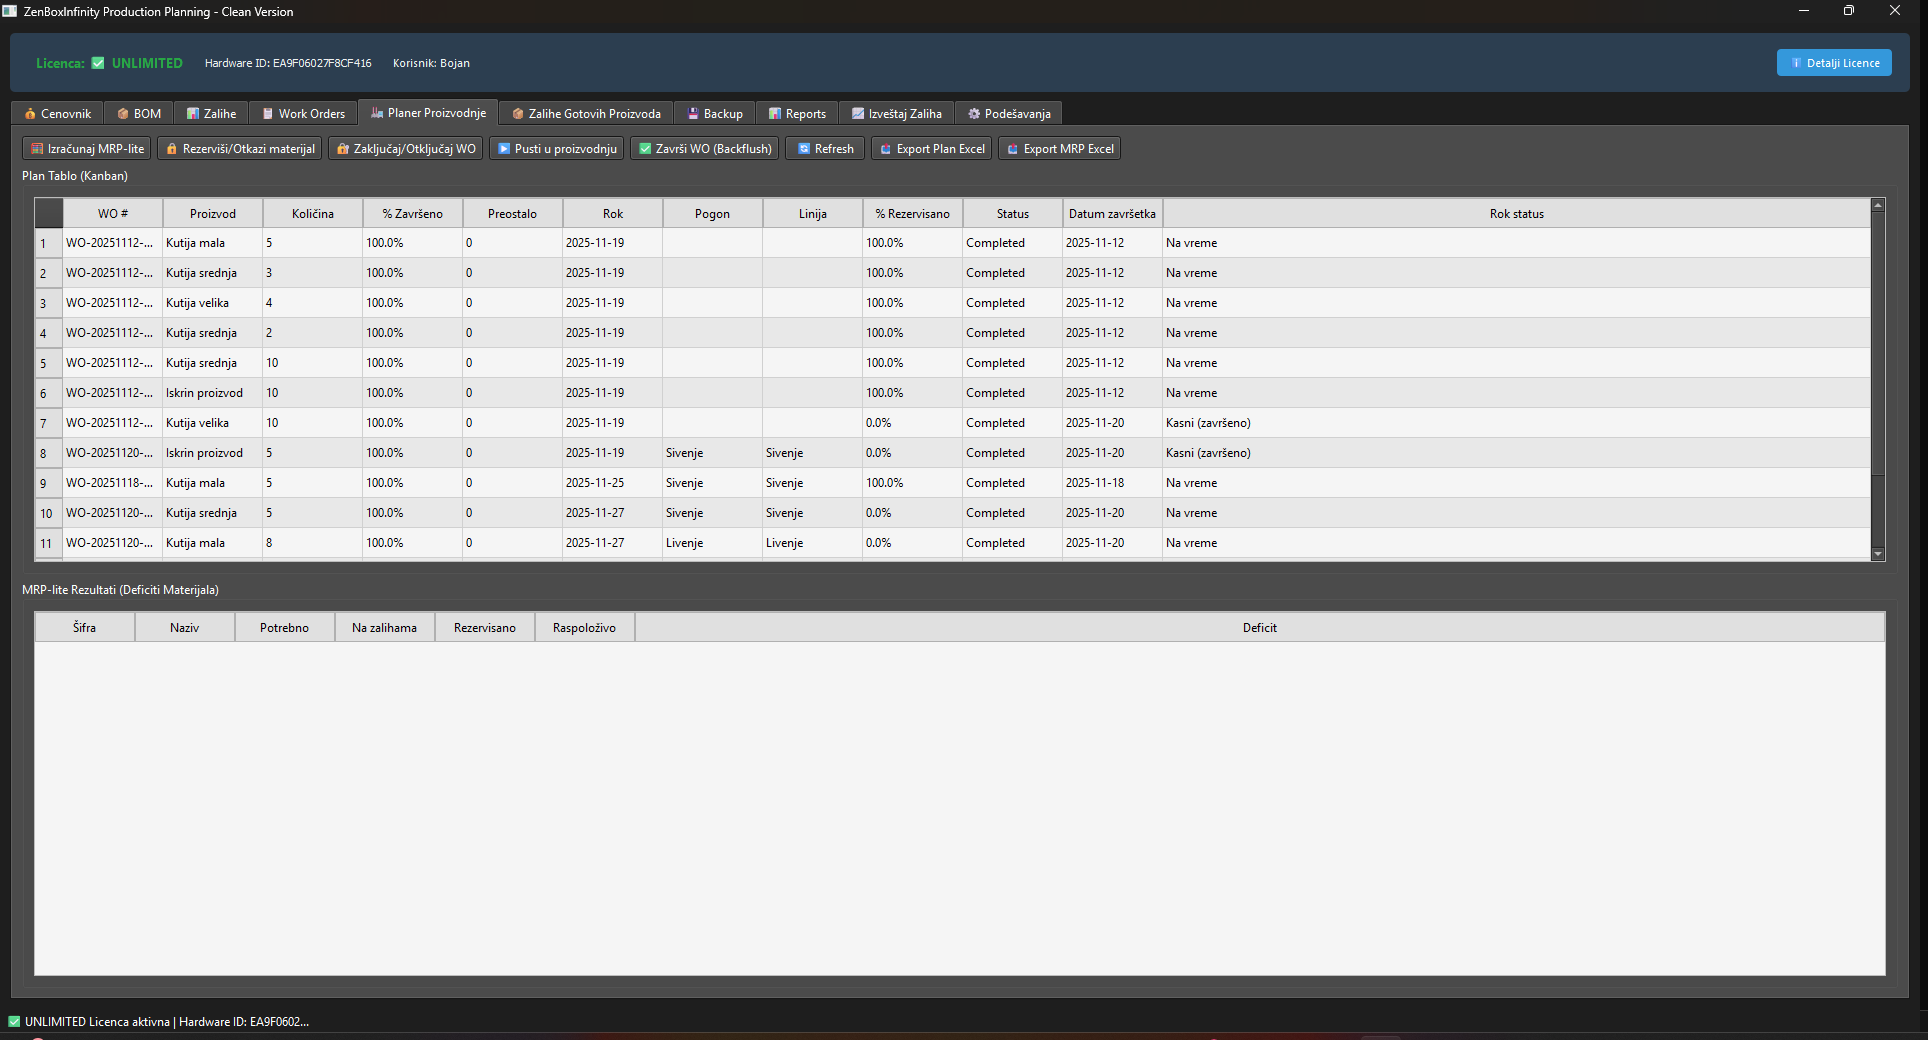 ZenBoxInfinity Production Planning - Clean Version
Licenca: ✅ UNLIMITED Hardware ID: EA9F06027F8CF416 Korisnik: Bojan Detalji Licence
Cenovnik BOM Zalihe Work Orders Planer Proizvodnje Zalihe Gotovih Proizvoda Backup Reports Izveštaj Zaliha Podešavanja
Izračunaj MRP-lite Rezerviši/Otkazi materijal Zaključaj/Otključaj WO Pusti u proizvodnju Završi WO (Backflush) Refresh Export Plan Excel Export MRP Excel
Plan Tablo (Kanban)
WO # Proizvod Količina % Završeno Preostalo Rok Pogon Linija % Rezervisano Status Datum završetka Rok status
1 WO-20251112-... Kutija mala 5 100.0% 0 2025-11-19 100.0% Completed 2025-11-12 Na vreme
2 WO-20251112-... Kutija srednja 3 100.0% 0 2025-11-19 100.0% Completed 2025-11-12 Na vreme
3 WO-20251112-... Kutija velika 4 100.0% 0 2025-11-19 100.0% Completed 2025-11-12 Na vreme
4 WO-20251112-... Kutija srednja 2 100.0% 0 2025-11-19 100.0% Completed 2025-11-12 Na vreme
5 WO-20251112-... Kutija srednja 10 100.0% 0 2025-11-19 100.0% Completed 2025-11-12 Na vreme
6 WO-20251112-... Iskrin proizvod 10 100.0% 0 2025-11-19 100.0% Completed 2025-11-12 Na vreme
7 WO-20251112-... Kutija velika 10 100.0% 0 2025-11-19 0.0% Completed 2025-11-20 Kasni (završeno)
8 WO-20251120-... Iskrin proizvod 5 100.0% 0 2025-11-19 Sivenje Sivenje 0.0% Completed 2025-11-20 Kasni (završeno)
9 WO-20251118-... Kutija mala 5 100.0% 0 2025-11-25 Sivenje Sivenje 100.0% Completed 2025-11-18 Na vreme
10 WO-20251120-... Kutija srednja 5 100.0% 0 2025-11-27 Sivenje Sivenje 0.0% Completed 2025-11-20 Na vreme
11 WO-20251120-... Kutija mala 8 100.0% 0 2025-11-27 Livenje Livenje 0.0% Completed 2025-11-20 Na vreme
MRP-lite Rezultati (Deficiti Materijala)
Šifra Naziv Potrebno Na zalihama Rezervisano Raspoloživo Deficit
✅ UNLIMITED Licenca aktivna | Hardware ID: EA9F0602...